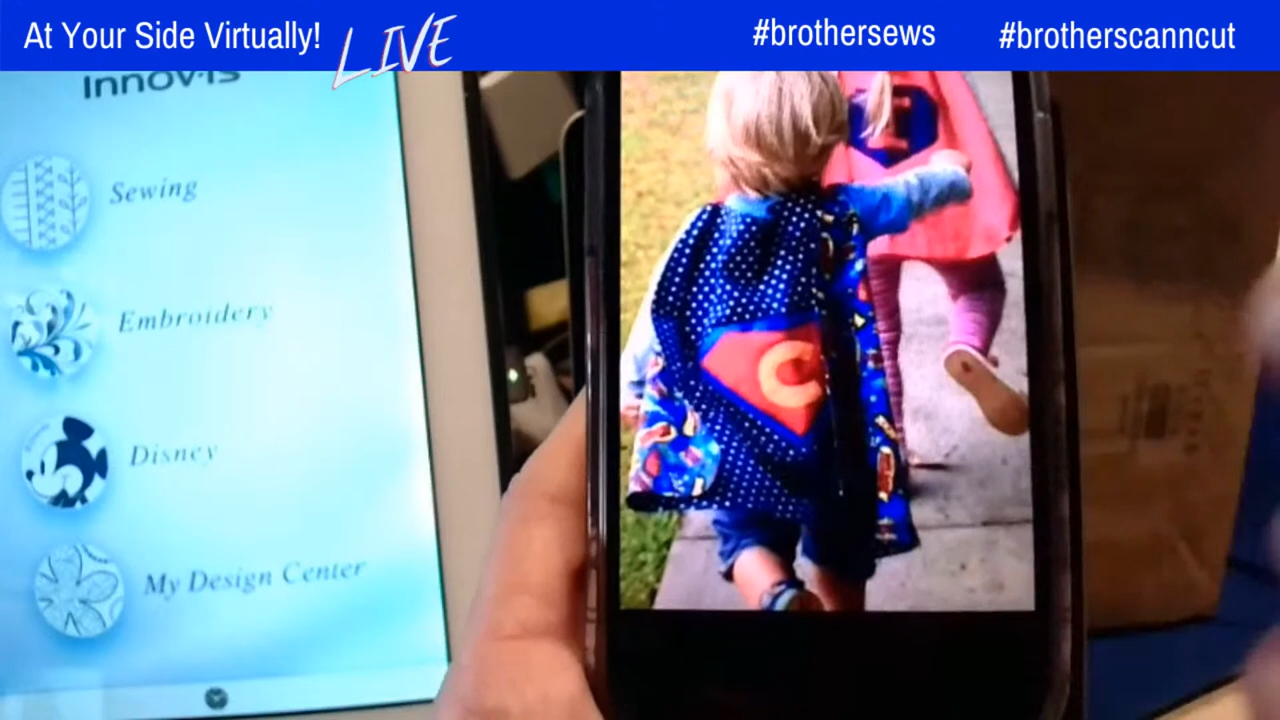 At Your Side Virtually!
LIVE
#brothersews
#brotherscanncut
Innov-is
Sewing
Embroidery
Disney
My Design Center
F
C